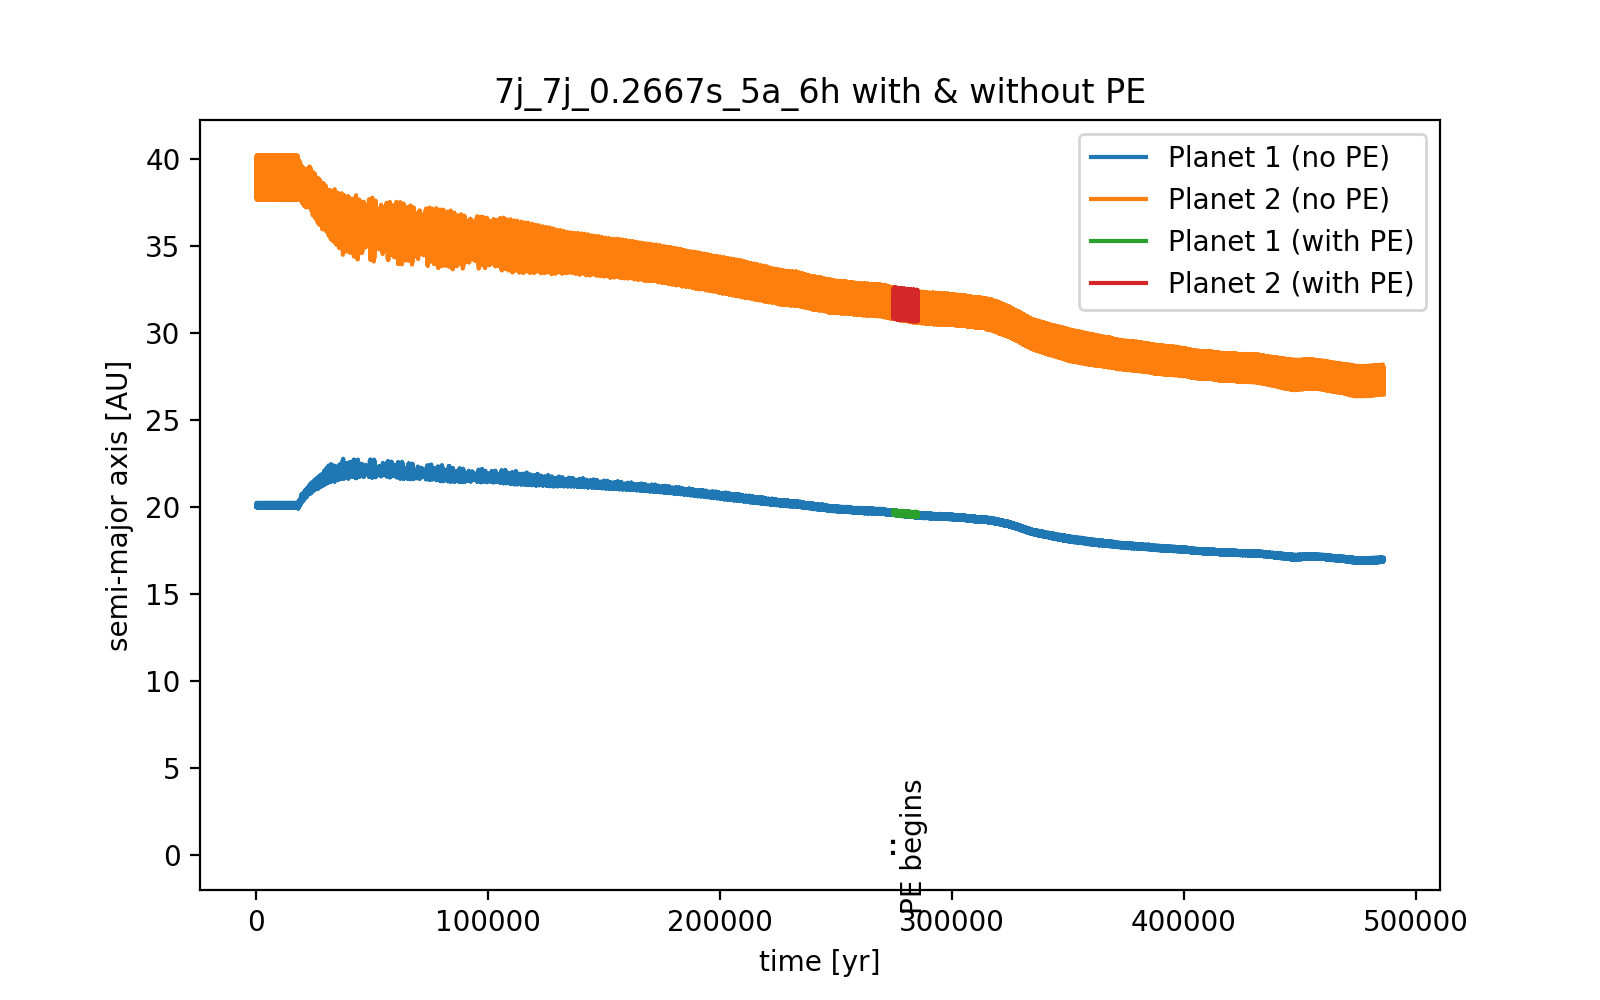 7j_7j_0.2667s_5a_6h with & without PE
Planet 1 (no PE)
Planet 2 (no PE)
Planet 1 (with PE)
Planet 2 (with PE)
semi-major axis [AU]
40
35
30
25
20
15
10
5
0
PE begins
0
100000
200000
300000
400000
500000
time [yr]